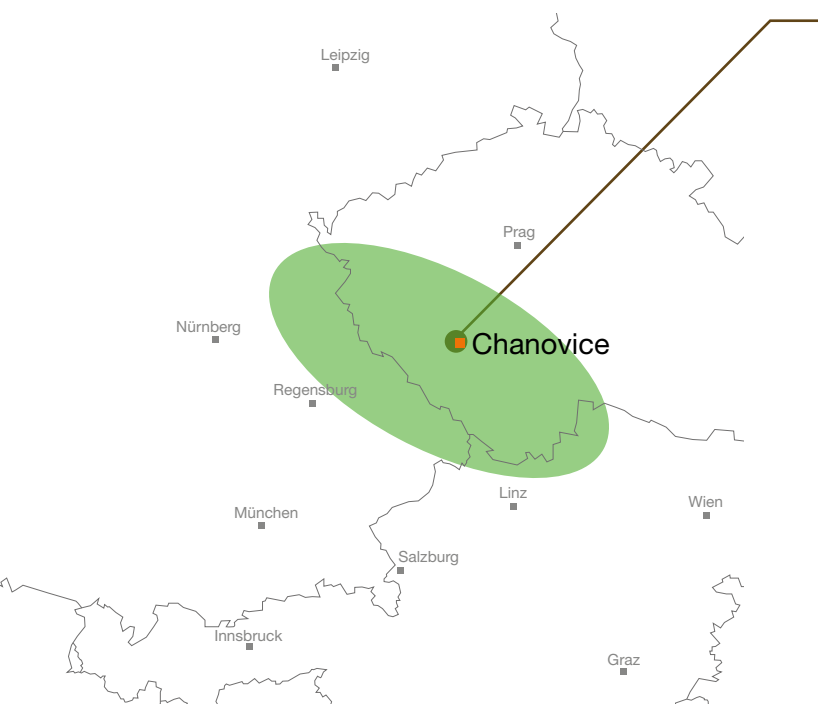 Leipzig
Prag
Nürnberg
Chanovice
Regensburg
Linz
Wien
München
Salzburg
Innsbruck
Graz